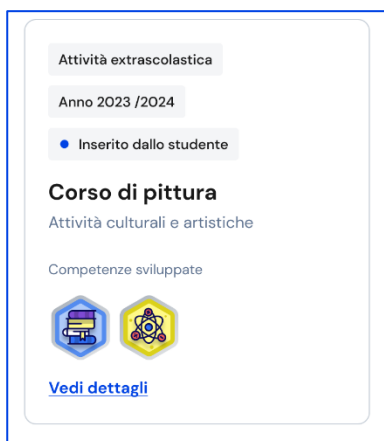 Attività extrascolastica
Anno 2023 /2024
Inserito dallo studente
Corso di pittura
Attività culturali e artistiche
Competenze sviluppate
Vedi dettagli